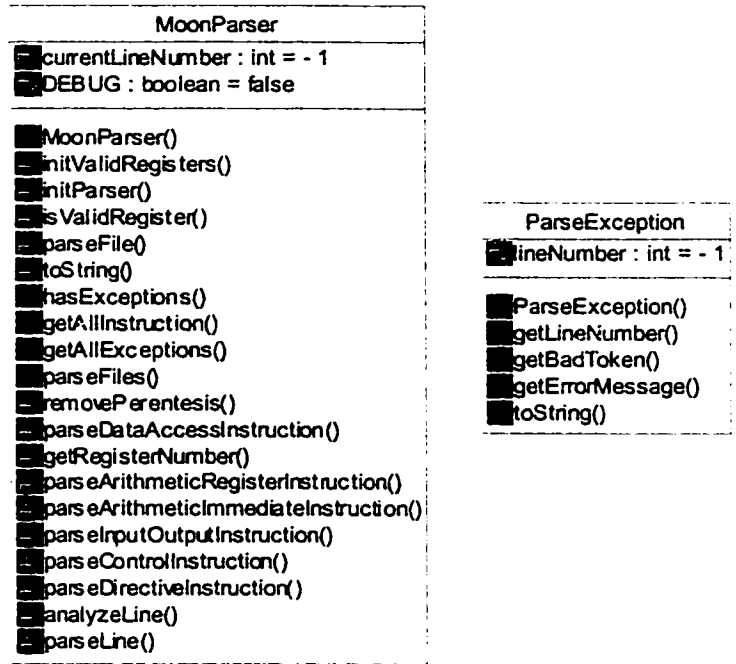 MoonParser
currentLineNumber : int = - 1
DEBUG : boolean = false
MoonParser()
initValidRegisters()
initParser()
isValidRegister()
parseFile()
toString()
hasExceptions()
getAllInstruction()
getAllExceptions()
parseFiles()
removePerentesis()
parseDataAccessInstruction()
getRegisterNumber()
parseArithmeticRegisterInstruction()
parseArithmeticImmediateInstruction()
parseInputOutputInstruction()
parseControlInstruction()
parseDirectiveInstruction()
analyzeLine()
parseLine()
ParseException
lineNumber : int = - 1
ParseException()
getLineNumber()
getBadToken()
getErrorMessage()
toString()